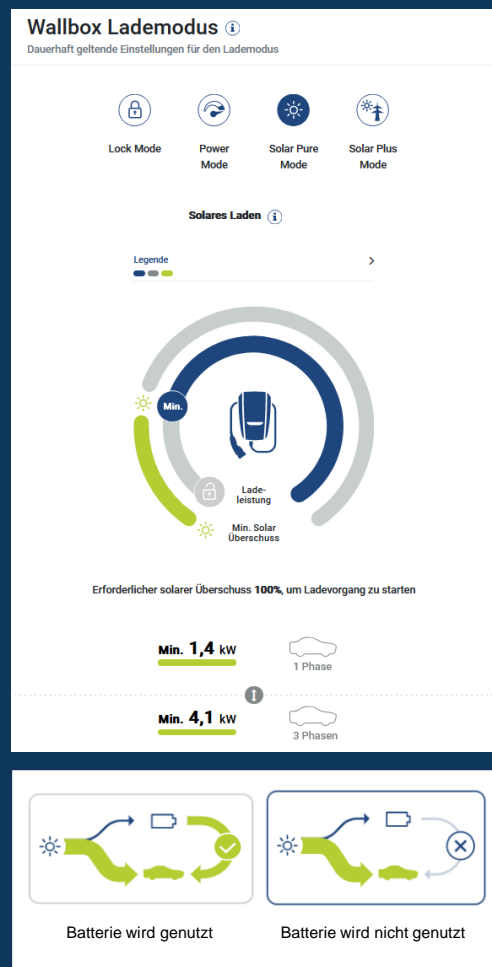 Wallbox Lademodus
Dauerhaft geltende Einstellungen für den Lademodus
Lock Mode
Power
Mode
Solar Pure
Mode
Solar Plus
Mode
Solares Laden
Legende
Min.
Lade-
leistung
Min. Solar
Überschuss
Erforderlicher solarer Überschuss 100%, um Ladevorgang zu starten
Min. 1,4 kW
1 Phase
Min. 4,1 kW
3 Phasen
Batterie wird genutzt
Batterie wird nicht genutzt